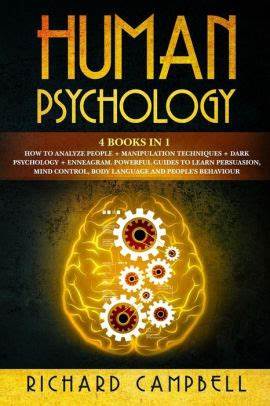 HUMAN
PSYCHOLOGY
4 BOOKS IN 1
HOW TO ANALYZE PEOPLE + MANIPULATION TECHNIQUES + DARK
PSYCHOLOGY + ENNEAGRAM. POWERFUL GUIDES TO LEARN PERSUASION,
MIND CONTROL, BODY LANGUAGE AND PEOPLE'S BEHAVIOUR
RICHARD CAMPBELL